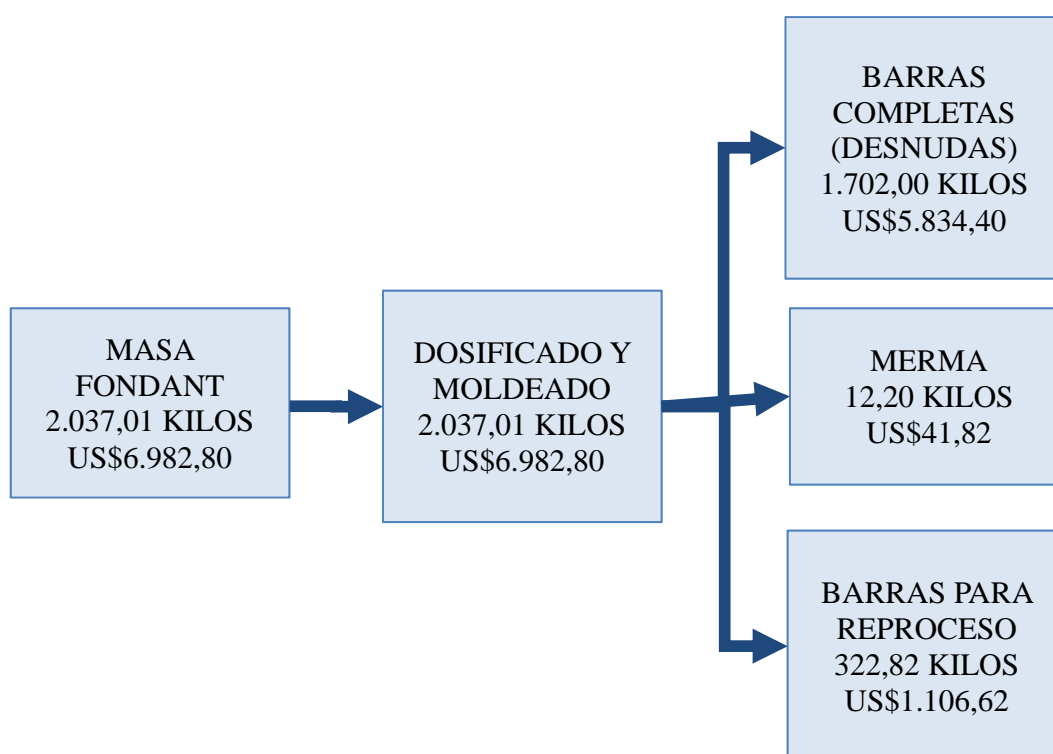 MASA
FONDANT
2.037,01 KILOS
US$6.982,80
DOSIFICADO Y
MOLDEADO
2.037,01 KILOS
US$6.982,80
BARRAS
COMPLETAS
(DESNUDAS)
1.702,00 KILOS
US$5.834,40
MERMA
12,20 KILOS
US$41,82
BARRAS PARA
REPROCESO
322,82 KILOS
US$1.106,62